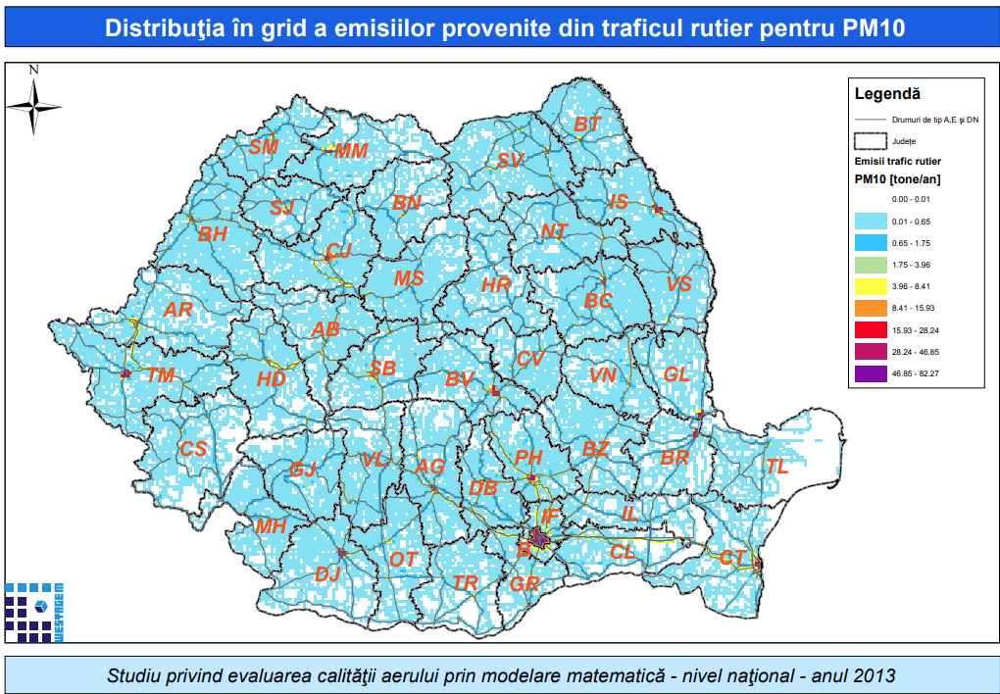 Distribuţia în grid a emisiilor provenite din traficul rutier pentru PM10
N
Legendă
Drumuri de tip A,E şi DN
Județe
Emisii trafic rutier
PM10 [tone/an]
0.00 - 0.01
0.01 - 0.65
0.65 - 1.75
1.75 - 3.96
3.96 - 8.41
8.41 - 15.93
15.93 - 28.24
28.24 - 46.85
46.85 - 82.27
BT
SM
MM
SV
BN
SJ
IS
BH
NT
CJ
MS
HR
VS
BC
AR
AB
CV
TM
HD
SB
BV
VN
GL
CS
GJ
VL
AG
PH
BZ
BR
TL
DB
IF
IL
MH
B
CL
CT
DJ
OT
TR
GR
WESTAGEM
Studiu privind evaluarea calităţii aerului prin modelare matematică - nivel naţional - anul 2013